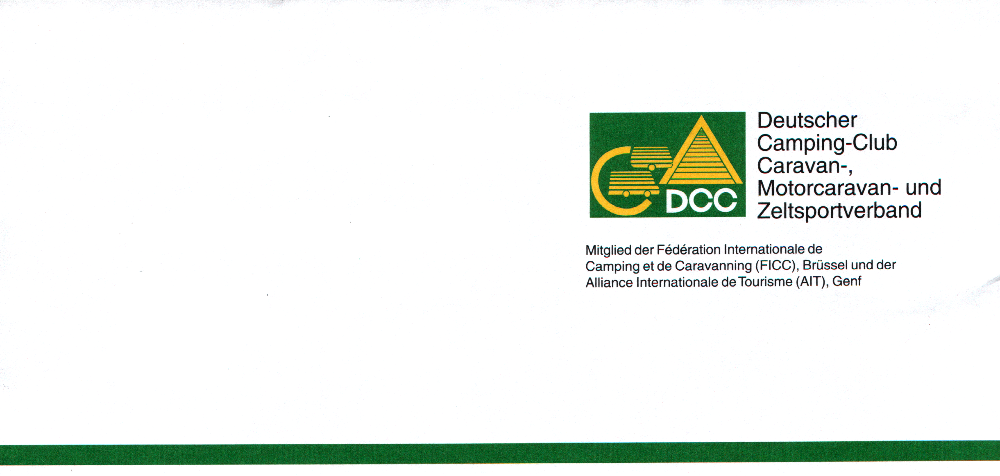 Deutscher
Camping-Club
Caravan-,
Motorcaravan- und
Zeltsportverband
DCC
Mitglied der Fédération Internationale de
Camping et de Caravanning (FICC), Brüssel und der
Alliance Internationale de Tourisme (AIT), Genf